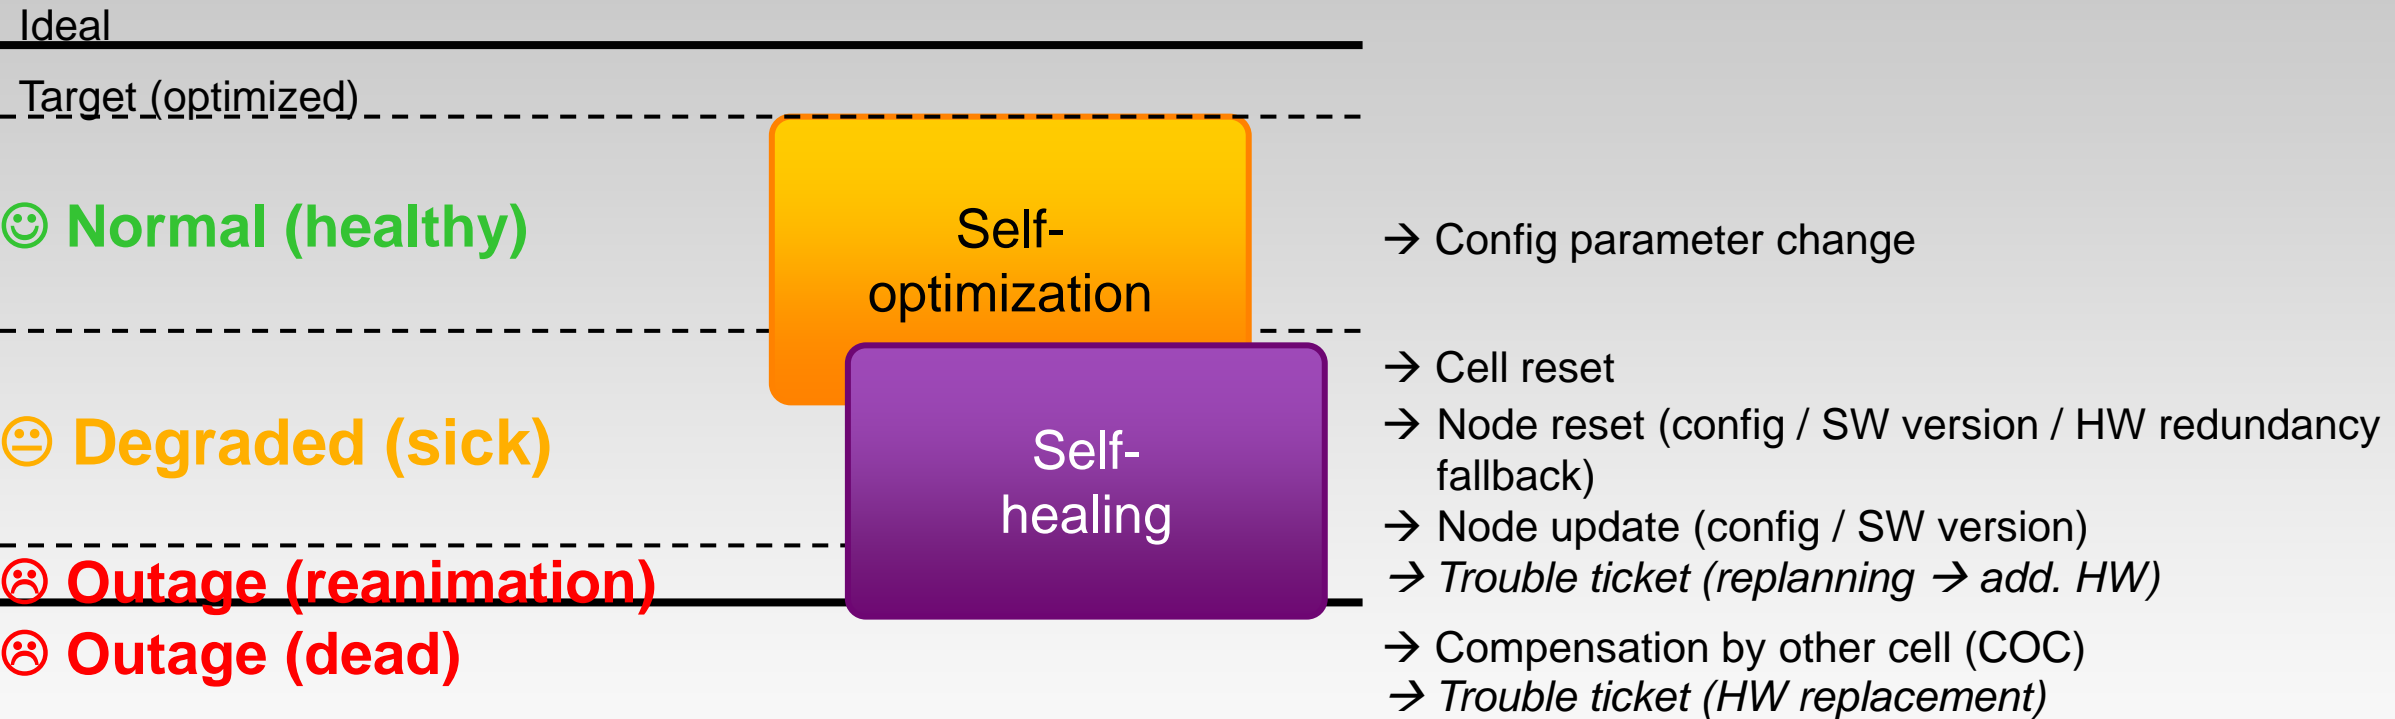 Ideal
Target (optimized)
☺ Normal (healthy)
Self-
optimization
→ Config parameter change
→ Cell reset
→ Node reset (config / SW version / HW redundancy
fallback)
😐 Degraded (sick)
Self-
healing
→ Node update (config / SW version)
☹ Outage (reanimation)
→ Trouble ticket (replanning → add. HW)
☹ Outage (dead)
→ Compensation by other cell (COC)
→ Trouble ticket (HW replacement)